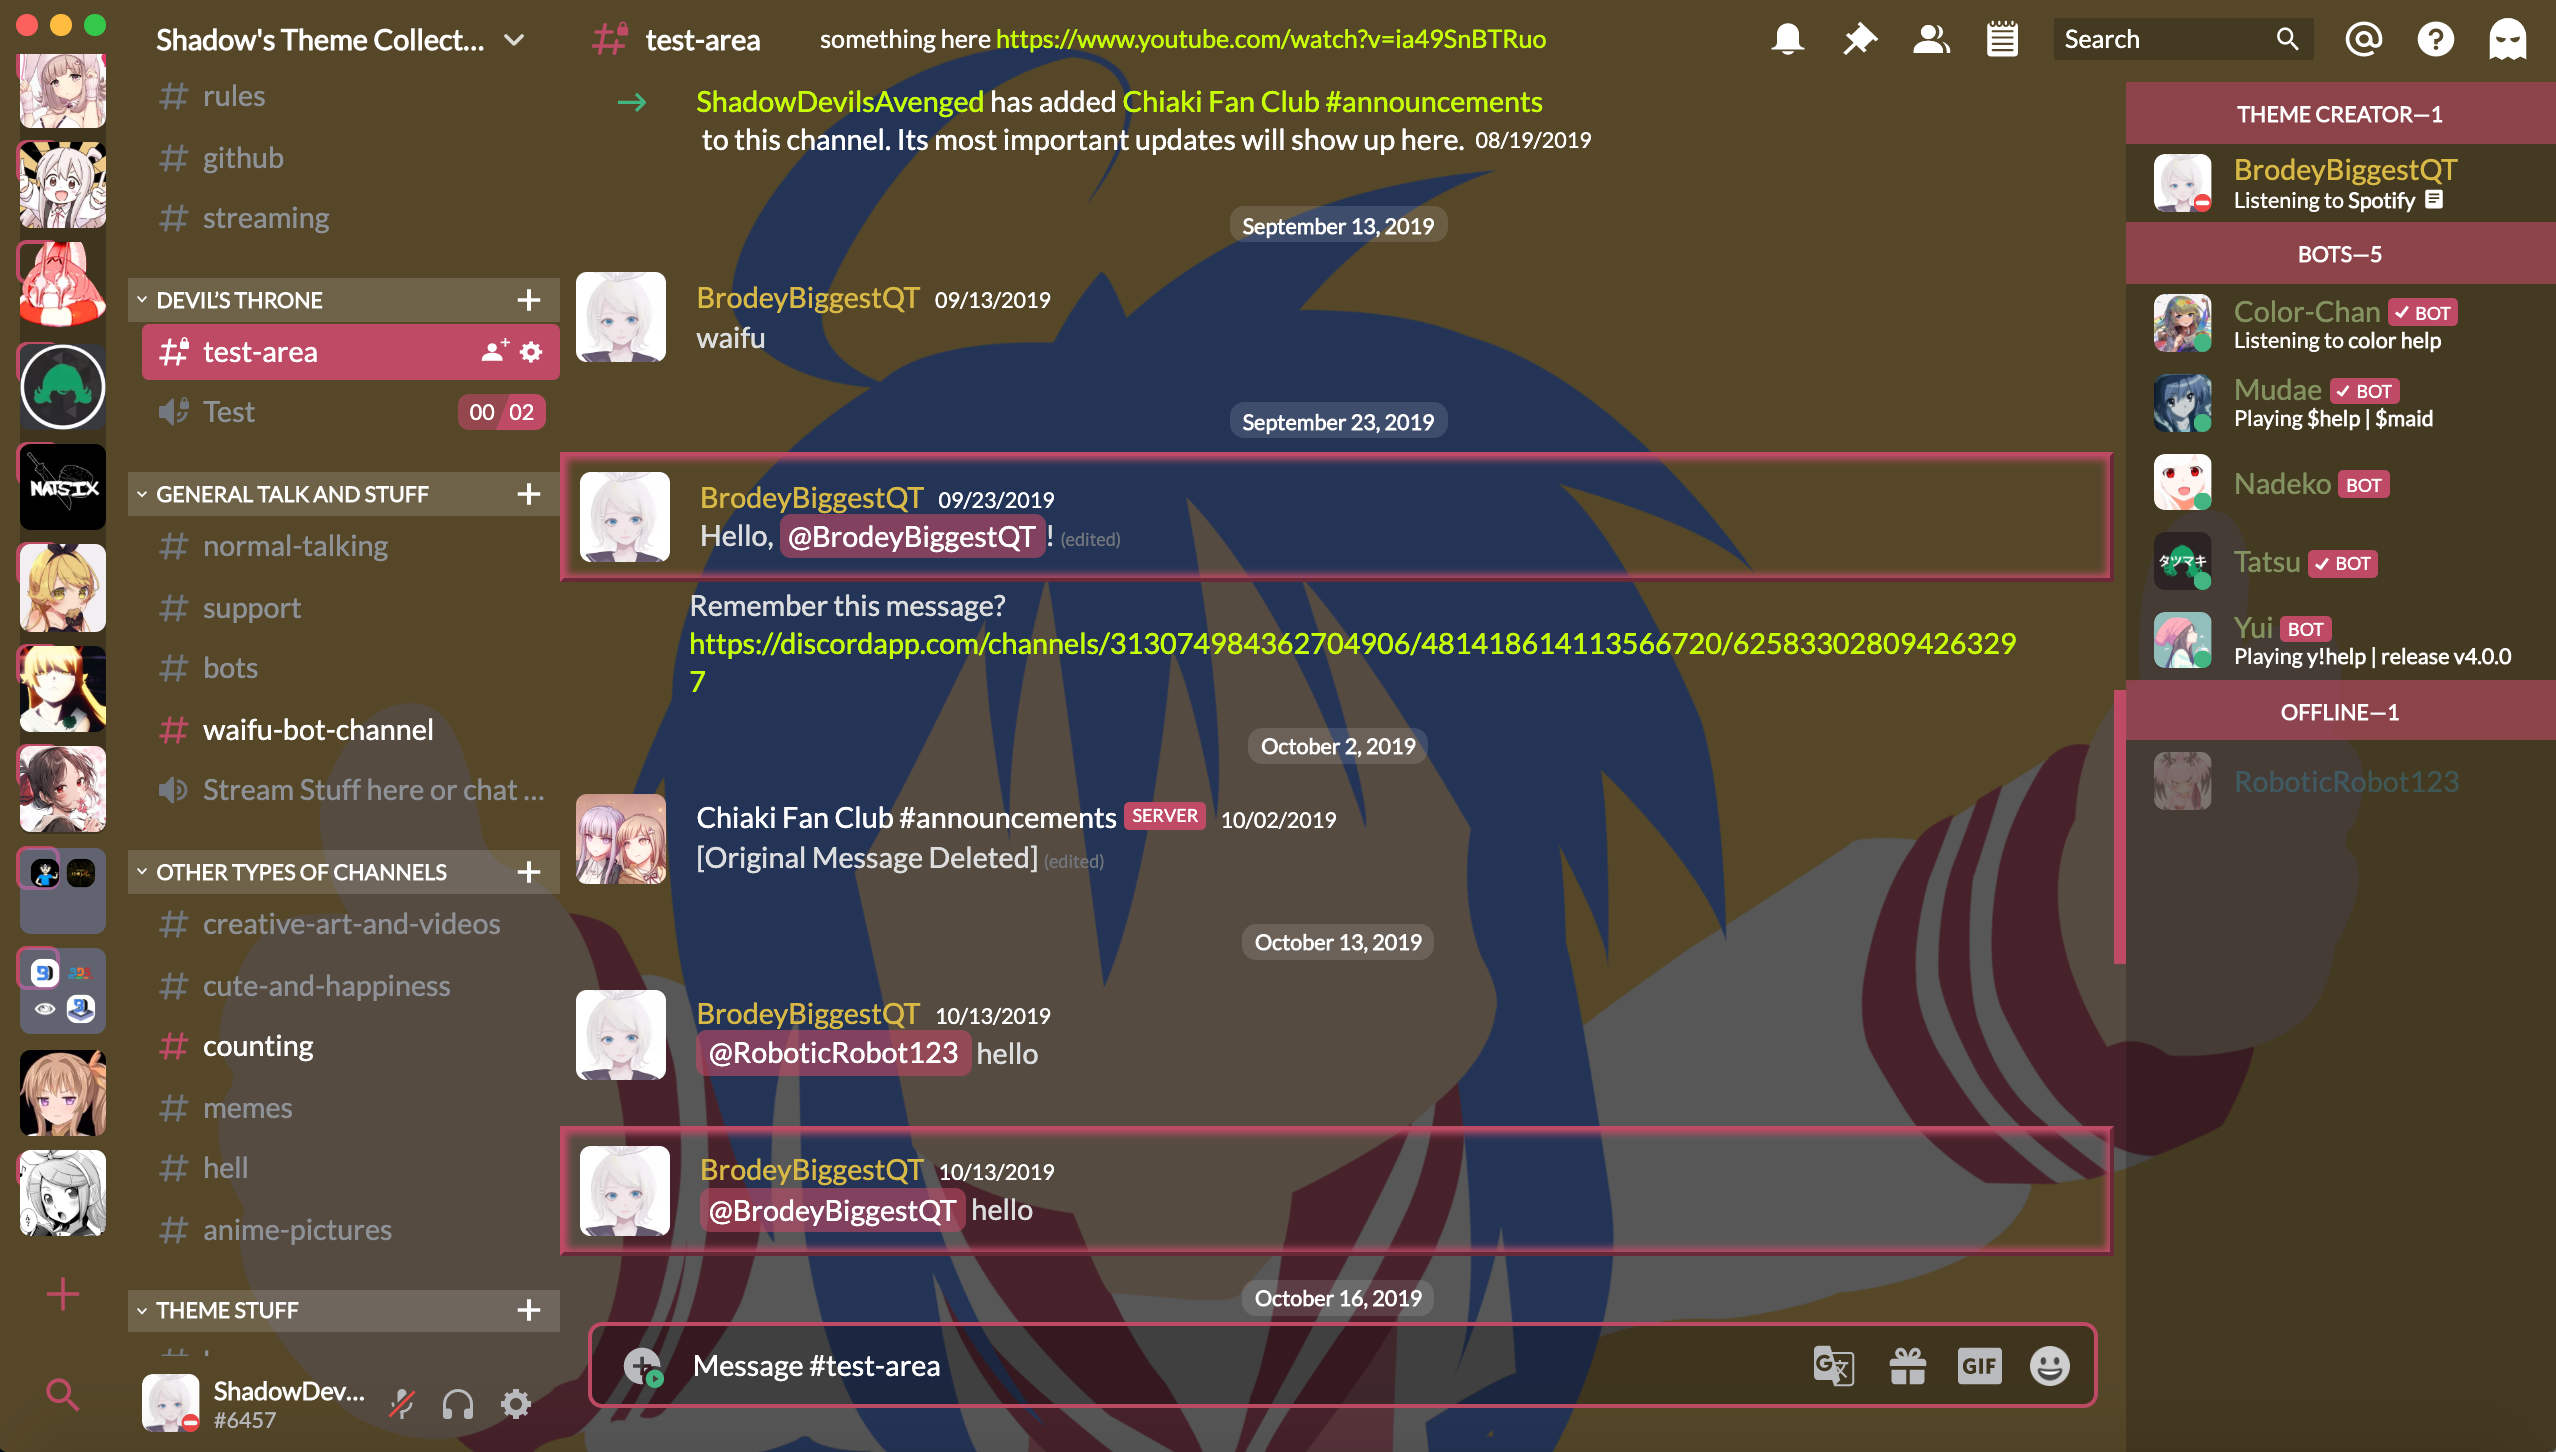 Shadow's Theme Collect...
test-area
something here https://www.youtube.com/watch?v=ia49SnBTRuo
Search
rules
github
streaming
DEVIL'S THRONE
test-area
Test
00 02
GENERAL TALK AND STUFF
normal-talking
support
bots
waifu-bot-channel
Stream Stuff here or chat ...
OTHER TYPES OF CHANNELS
creative-art-and-videos
cute-and-happiness
counting
memes
hell
anime-pictures
THEME STUFF
NATSIX
ShadowDev...
#6457
ShadowDevilsAvenged has added Chiaki Fan Club #announcements
to this channel. Its most important updates will show up here. 08/19/2019
September 13, 2019
BrodeyBiggestQT 09/13/2019
waifu
September 23, 2019
BrodeyBiggestQT 09/23/2019
Hello, @BrodeyBiggestQT ! (edited)
Remember this message?
https://discordapp.com/channels/313074984362704906/481418614113566720/62583302809426329
7
October 2, 2019
Chiaki Fan Club #announcements SERVER 10/02/2019
[Original Message Deleted] (edited)
October 13, 2019
BrodeyBiggestQT 10/13/2019
@RoboticRobot123 hello
BrodeyBiggestQT 10/13/2019
@BrodeyBiggestQT hello
October 16, 2019
Message #test-area
GIF
THEME CREATOR—1
BrodeyBiggestQT
Listening to Spotify
BOTS—5
Color-Chan BOT
Listening to color help
Mudae BOT
Playing $help | $maid
Nadeko BOT
タツマキ
Tatsu BOT
Yui BOT
Playing y!help | release v4.0.0
OFFLINE—1
RoboticRobot123